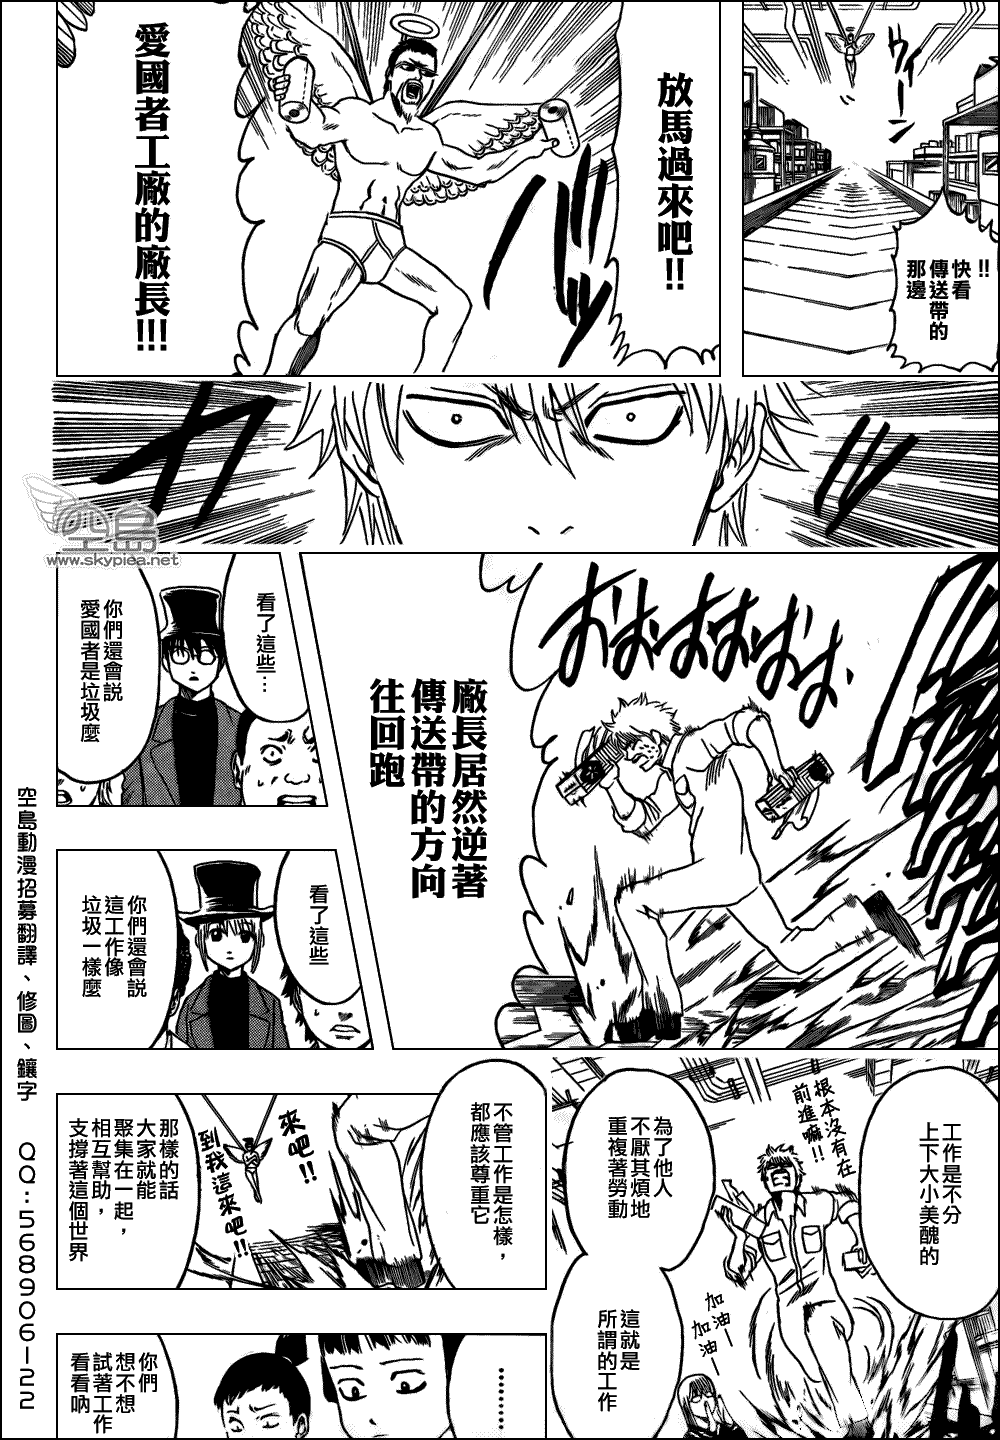 ウィーン
!!
快看
傳送帶的
那邊
放馬過來吧!!
愛國者工廠的廠長!!!
カッ
空島
www.skypiea.net
おおおおおお
廠長居然逆著
傳送帶的方向
往回跑
看了這些…
你們還會說
愛國者是垃圾麼
看了這些
你們還會說
這工作像
垃圾一樣麼
工作是不分
上下大小美醜的
根本沒有在
前進嘛!!
加油—
加油—
為了他人
不厭其煩地
重複著勞動
這就是
所謂的工作
不管工作是怎樣，
都應該尊重它
來吧!!
到我這來吧!!
那樣的話
大家就能
聚集在一起，
相互幫助，
支撐著這個世界
………
你們
想不想
試著工作
看看吶
空島動漫招募翻譯、修圖、鑲字 QQ:568906122